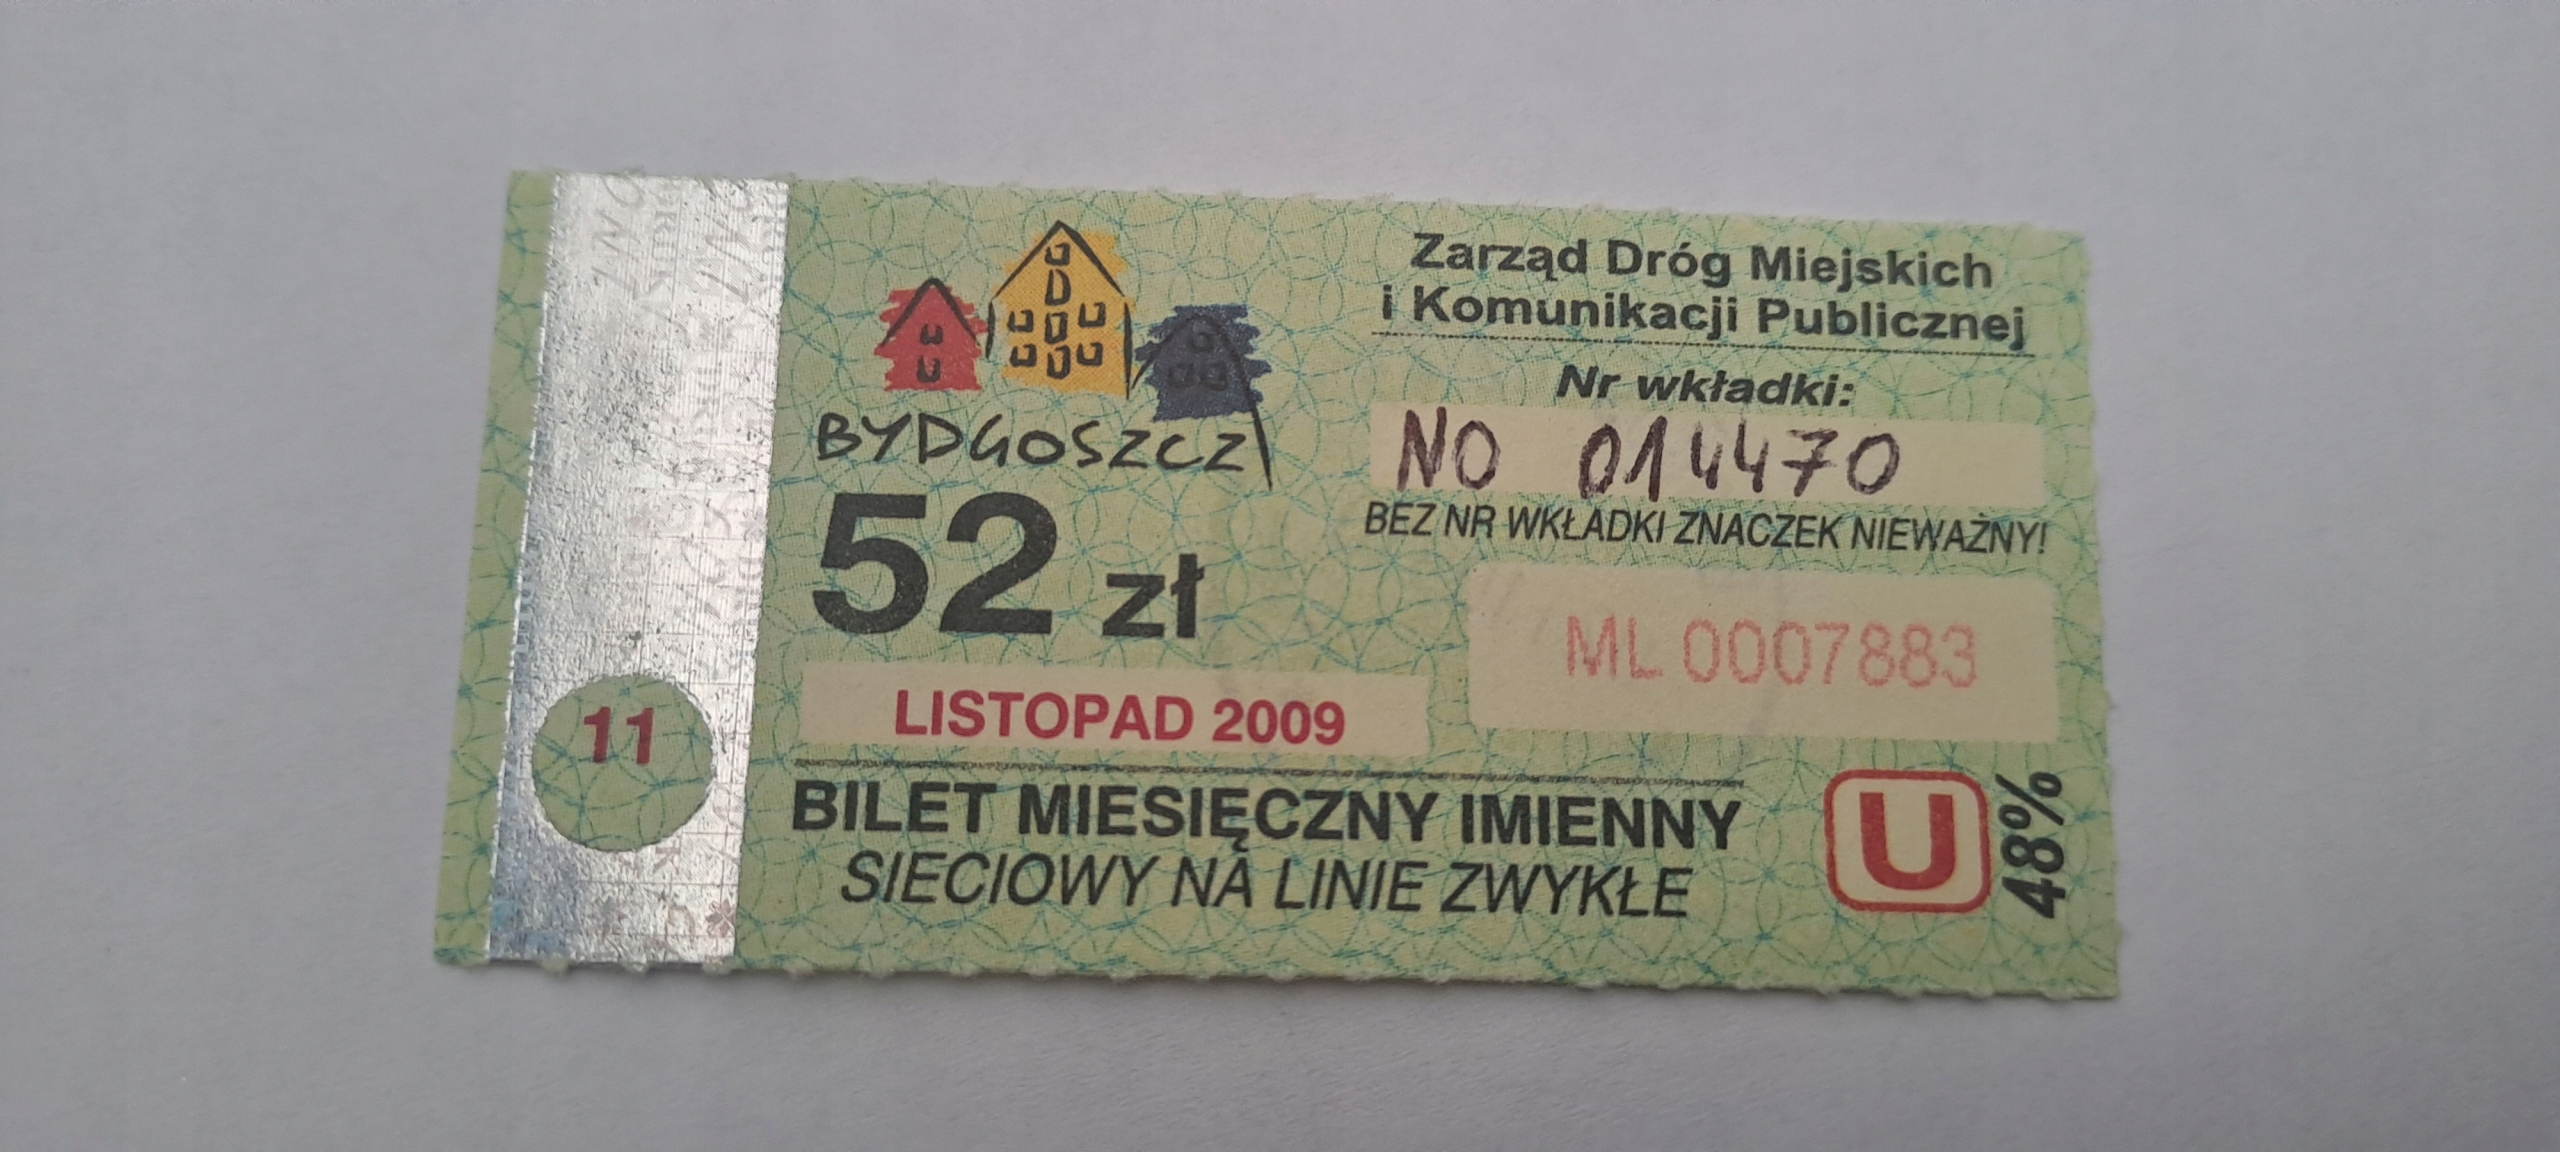 BYDGOSZCZ
52 zł
LISTOPAD 2009
11
BILET MIESIĘCZNY IMIENNY
SIECIOWY NA LINIE ZWYKŁE
Zarząd Dróg Miejskich
i Komunikacji Publicznej
Nr wkładki:
NO 014470
BEZ NR WKŁADKI ZNACZEK NIEWAŻNY!
ML 0007883
U
48%